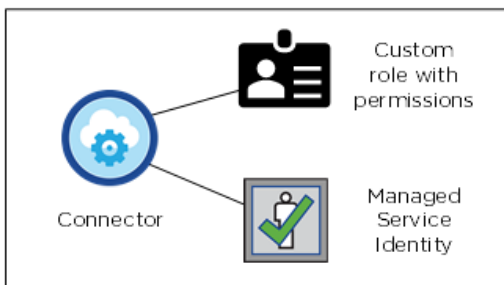 Custom
role with
permissions
Connector
Managed
Service
Identity